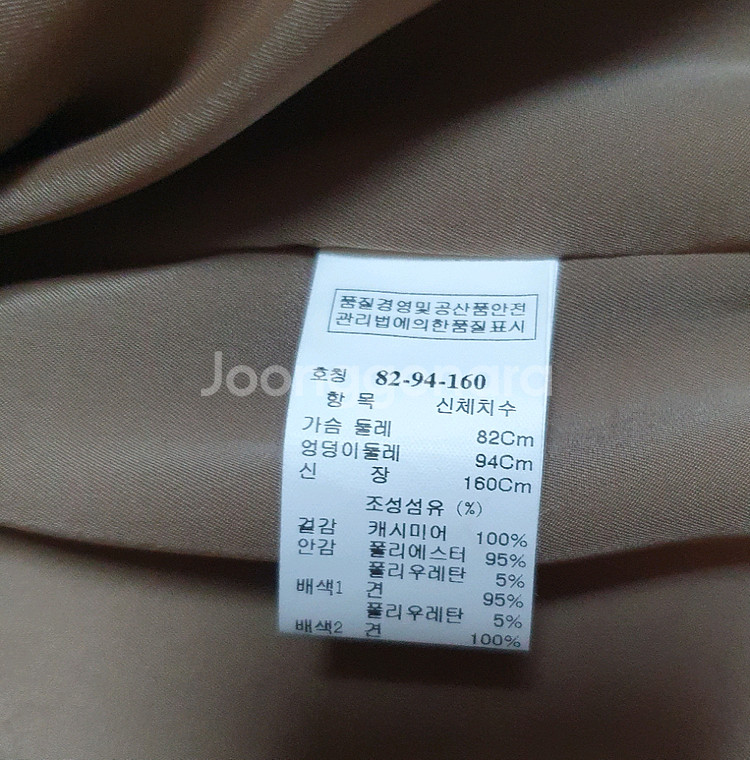 품질경영및공산품안전
관리법에의한품질표시
Joonggonara
호칭 82-94-160
항 목 신체치수
가슴 둘레 82Cm
엉덩이둘레 94Cm
신 장 160Cm
조성섬유 (%)
겉감 캐시미어 100%
안감 폴리에스터 95%
폴리우레탄 5%
배색1 견 95%
폴리우레탄 5%
배색2 견 100%